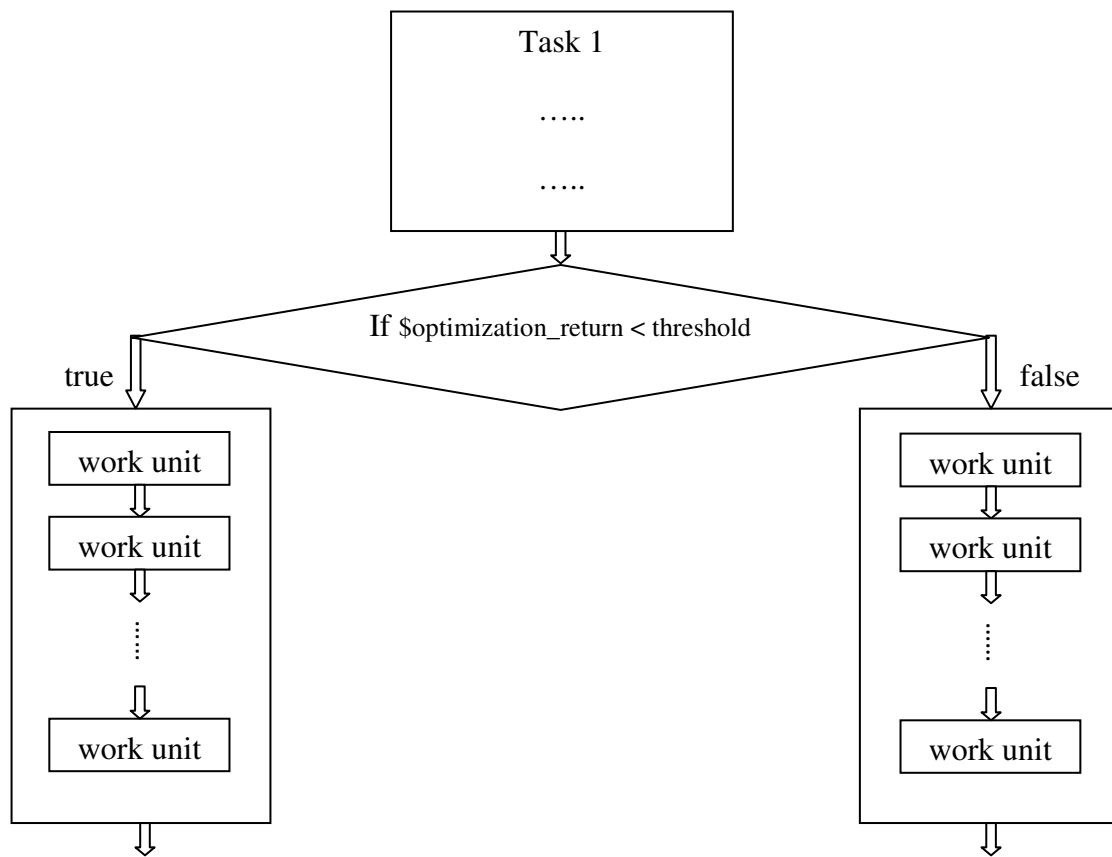 Task 1
…..
…..
If $optimization_return < threshold
true
false
work unit
work unit
......
work unit
work unit
work unit
......
work unit